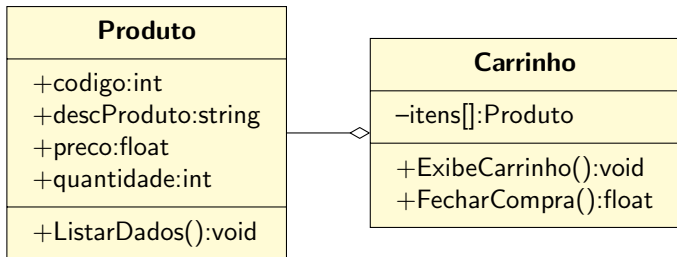 Produto
+codigo:int
+descProduto:string
+preco:float
+quantidade:int
+ListarDados():void
Carrinho
–itens[]:Produto
+ExibeCarrinho():void
+FecharCompra():float